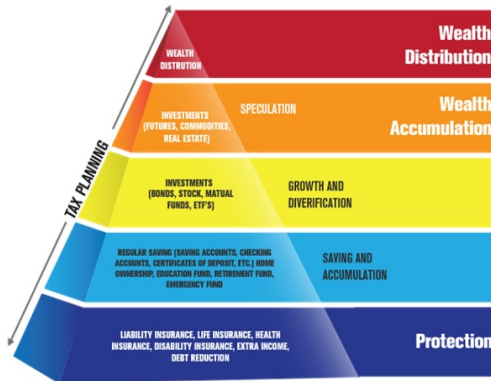 WEALTH
DISTRUTION
Wealth
Distribution
INVESTMENTS
(FUTURES, COMMODITIES,
REAL ESTATE)
SPECULATION
Wealth
Accumulation
TAX PLANNING
INVESTMENTS
(BONDS, STOCK, MATUAL
FUNDS, ETF'S)
GROWTH AND
DIVERIFICATION
REGULAR SAVING (SAVING ACCOUNTS, CHECKING
ACCOUNTS, CERTIFICATES OF DEPOSIT, ETC.) HOME
OWNERSHIP, EDUCATION FUND, RETIREMENT FUND,
EMERGENCY FUND
SAVING AND
ACCUMULATION
LIABILITY INSURANCE, LIFE INSURANCE, HEALTH
INSURANCE, DISABILITY INSURANCE, EXTRA INCOME,
DEBT REDUCTION
Protection